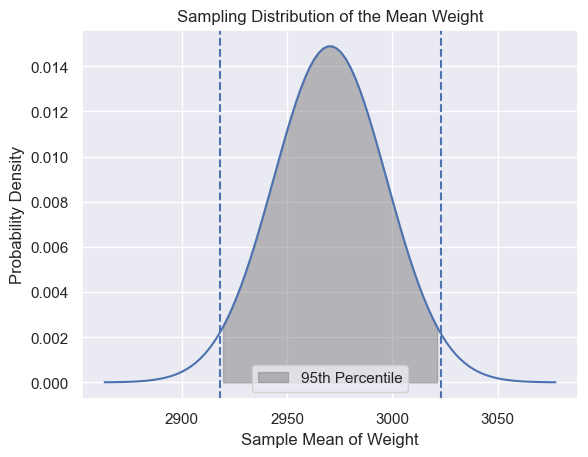 Sampling Distribution of the Mean Weight
Probability Density
0.014
0.012
0.010
0.008
0.006
0.004
0.002
0.000
95th Percentile
2900 2950 3000 3050
Sample Mean of Weight